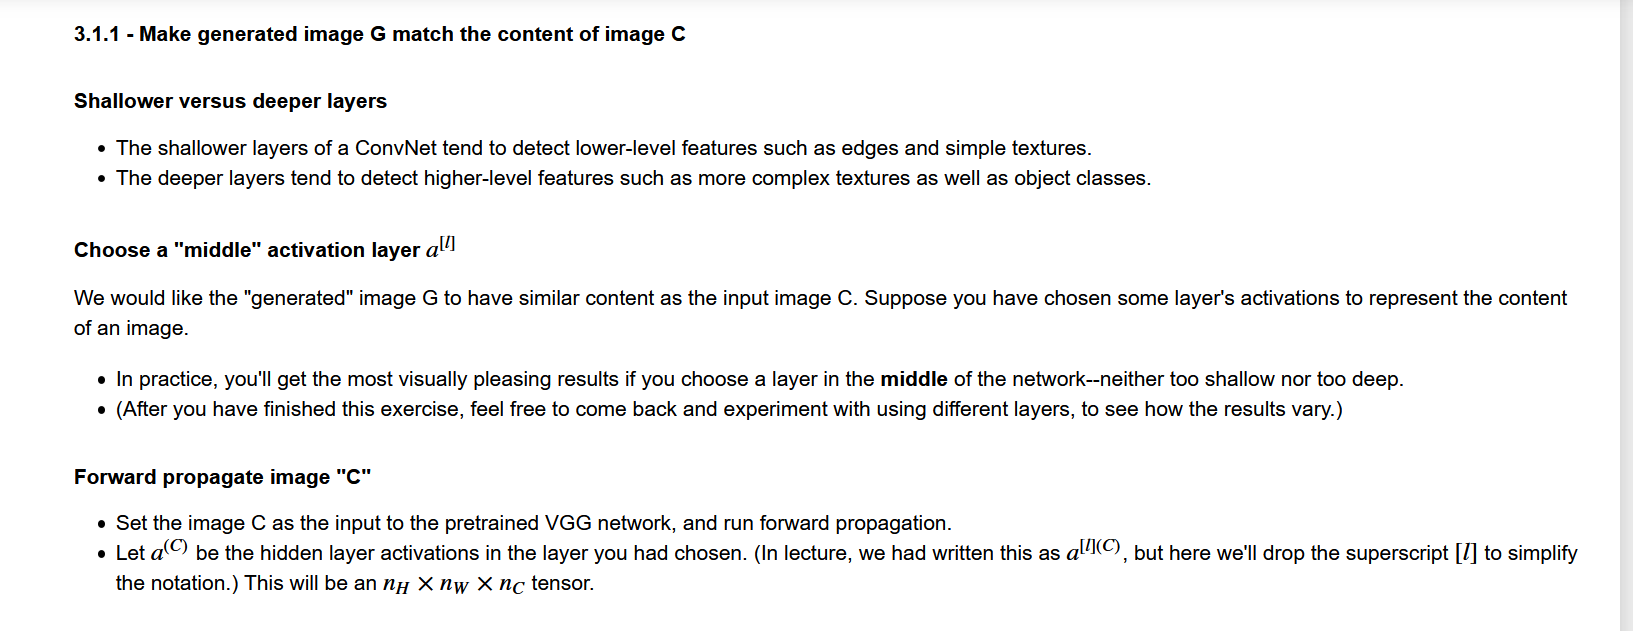 3.1.1 - Make generated image G match the content of image C
Shallower versus deeper layers
• The shallower layers of a ConvNet tend to detect lower-level features such as edges and simple textures.
• The deeper layers tend to detect higher-level features such as more complex textures as well as object classes.
Choose a "middle" activation layer a^{[l]}
We would like the "generated" image G to have similar content as the input image C. Suppose you have chosen some layer's activations to represent the content
of an image.
• In practice, you'll get the most visually pleasing results if you choose a layer in the middle of the network--neither too shallow nor too deep.
• (After you have finished this exercise, feel free to come back and experiment with using different layers, to see how the results vary.)
Forward propagate image "C"
• Set the image C as the input to the pretrained VGG network, and run forward propagation.
• Let a^{(C)} be the hidden layer activations in the layer you had chosen. (In lecture, we had written this as a^{[l](C)}, but here we'll drop the superscript [l] to simplify
the notation.) This will be an n_H × n_W × n_C tensor.